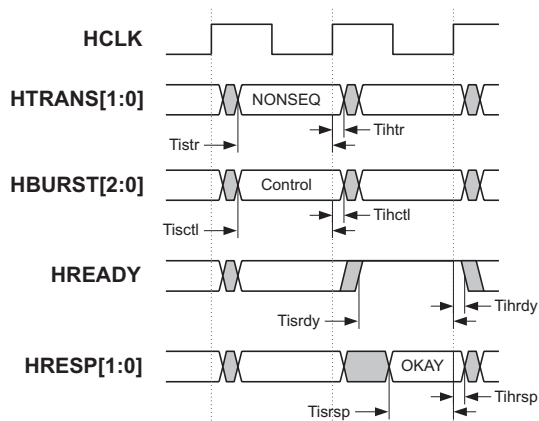 HCLK
HTRANS[1:0]
NONSEQ
Tihtr
Tistr
HBURST[2:0]
Control
Tihctl
Tisctl
HREADY
Tihrdy
Tisrdy
HRESP[1:0]
OKAY
Tihrsp
Tisrsp